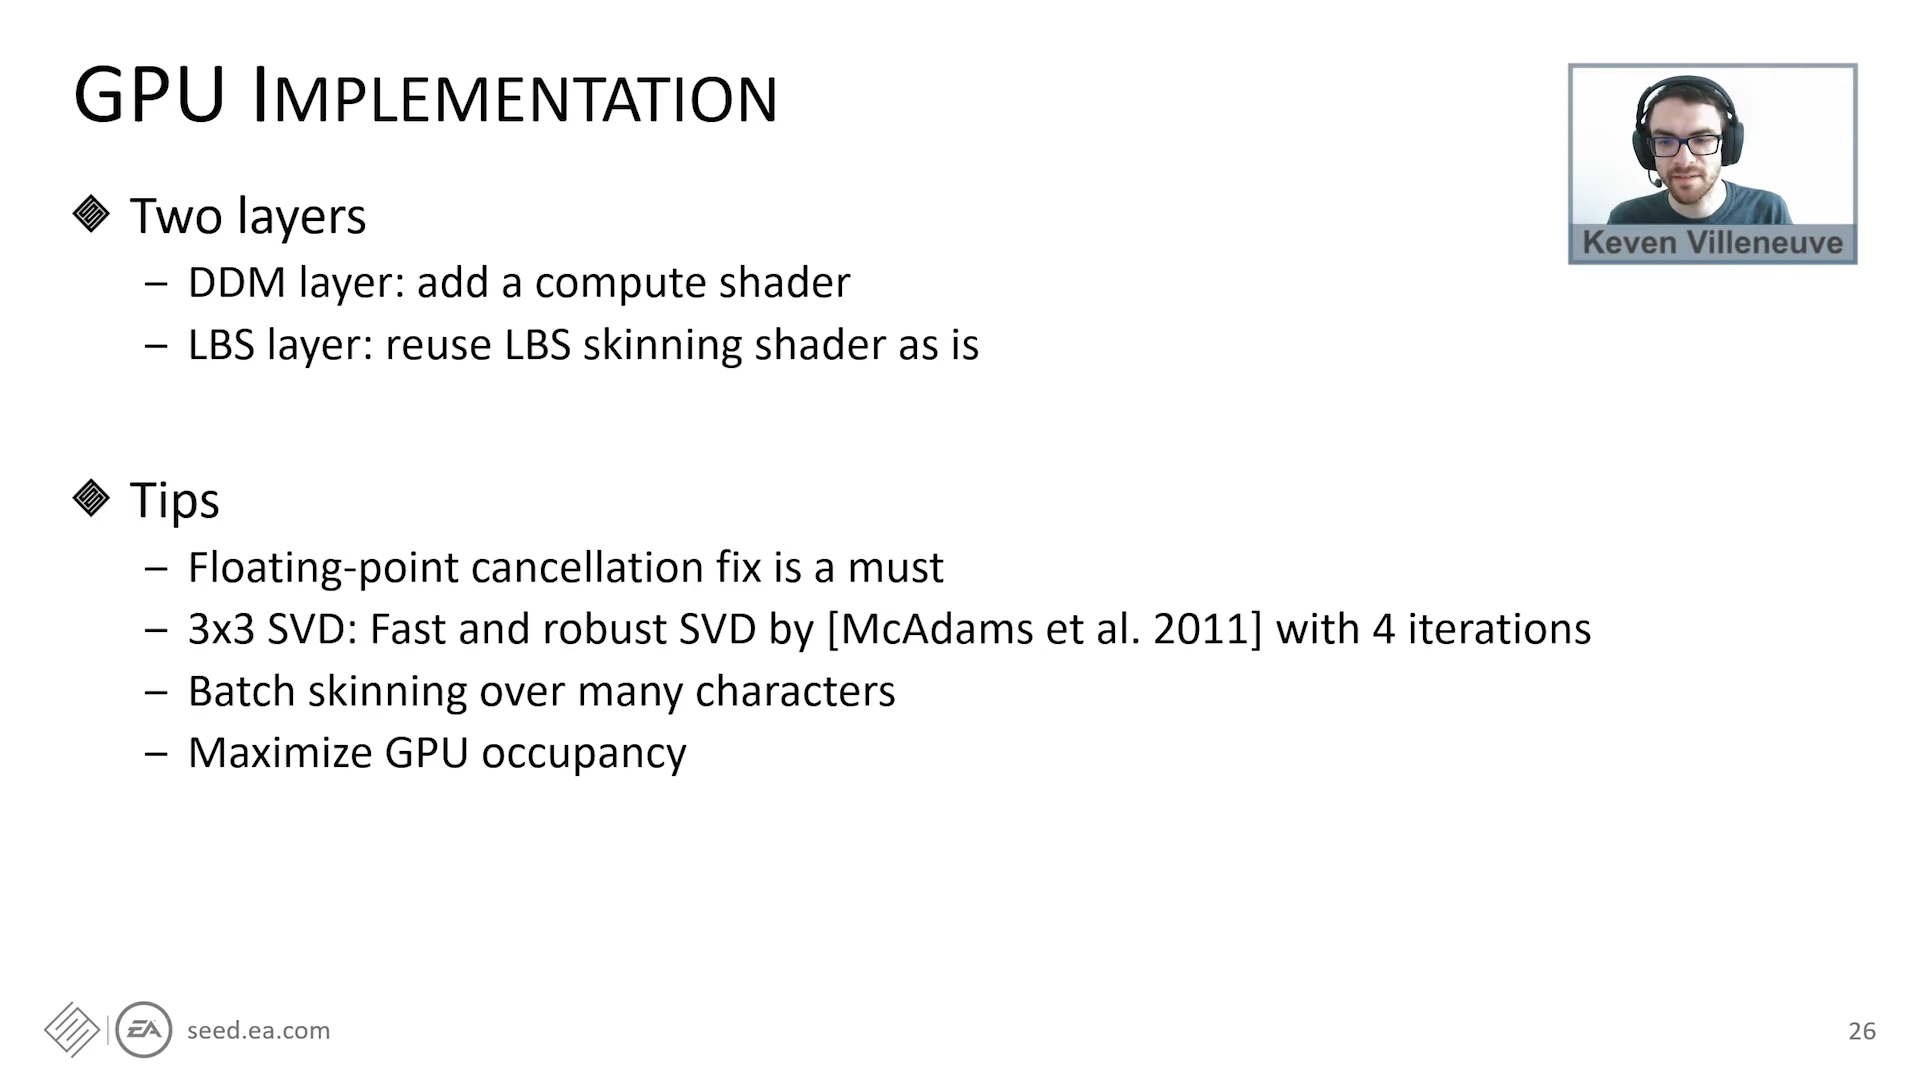 GPU IMPLEMENTATION
Keven Villeneuve
Two layers
– DDM layer: add a compute shader
– LBS layer: reuse LBS skinning shader as is
Tips
– Floating-point cancellation fix is a must
– 3x3 SVD: Fast and robust SVD by [McAdams et al. 2011] with 4 iterations
– Batch skinning over many characters
– Maximize GPU occupancy
EA seed.ea.com
26